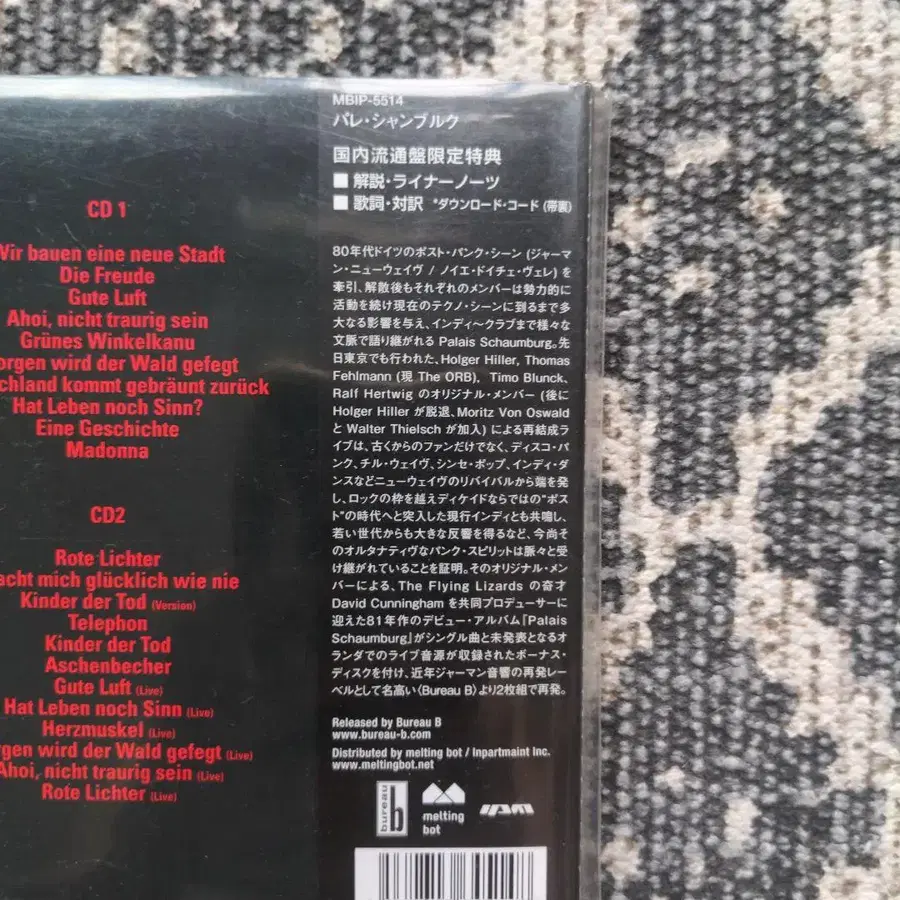 CD 1
Wir bauen eine neue Stadt
Die Freude
Gute Luft
Ahoi, nicht traurig sein
Grünes Winkelkanu
orgen wird der Wald gefegt
chland kommt gebräunt zurück
Hat Leben noch Sinn?
Eine Geschichte
Madonna
CD2
Rote Lichter
acht mich glücklich wie nie
Kinder der Tod (Version)
Telephon
Kinder der Tod
Aschenbecher
Gute Luft (Live)
Hat Leben noch Sinn (Live)
Herzmuskel (Live)
rgen wird der Wald gefegt (Live)
Ahoi, nicht traurig sein (Live)
Rote Lichter (Live)
MBIP-5514
パレ・シャンブルク
国内流通盤限定特典
■ 解説・ライナーノーツ
■ 歌詞・対訳 *ダウンロード・コード (帯裏)
80年代ドイツのポスト・パンク・シーン (ジャーマ
ン・ニューウェイヴ / ノイエ・ドイチェ・ヴェレ) を
牽引、解散後もそれぞれのメンバーは勢力的に
活動を続け現在のテクノ・シーンに到るまで多
大なる影響を与え、インディ〜クラブまで様々な
文脈で語り継がれる Palais Schaumburg。先
日東京でも行われた、Holger Hiller, Thomas
Fehlmann (現 The ORB), Timo Blunck,
Ralf Hertwig のオリジナル・メンバー (後に
Holger Hiller が脱退、Moritz Von Oswald
と Walter Thielsch が加入) による再結成ラ
イブは、古くからのファンだけでなく、ディスコ・パ
ンク、チル・ウェイヴ、シンセ・ポップ、インディ・ダ
ンスなどニューウェイヴのリバイバルから端を発
し、ロックの枠を越えディケイドならではの"ポス
ト"の時代へと突入した現行インディとも共鳴し、
若い世代からも大きな反響を得るなど、今尚そ
のオルタナティヴなパンク・スピリットは脈々と受
け継がれていることを証明。そのオリジナル・メン
バーによる、The Flying Lizards の奇才
David Cunningham を共同プロデューサーに
迎えた81年作のデビュー・アルバム『Palais
Schaumburg』がシングル曲と未発表となるオ
ランダでのライブ音源が収録されたボーナス・
ディスクを付け、近年ジャーマン音響の再発レー
ベルとして名高い〈Bureau B〉より2枚組で再発。
Released by Bureau B
www.bureau-b.com
Distributed by melting bot / Inpartmaint Inc.
www.meltingbot.net
bureau b
melting
bot
ipm